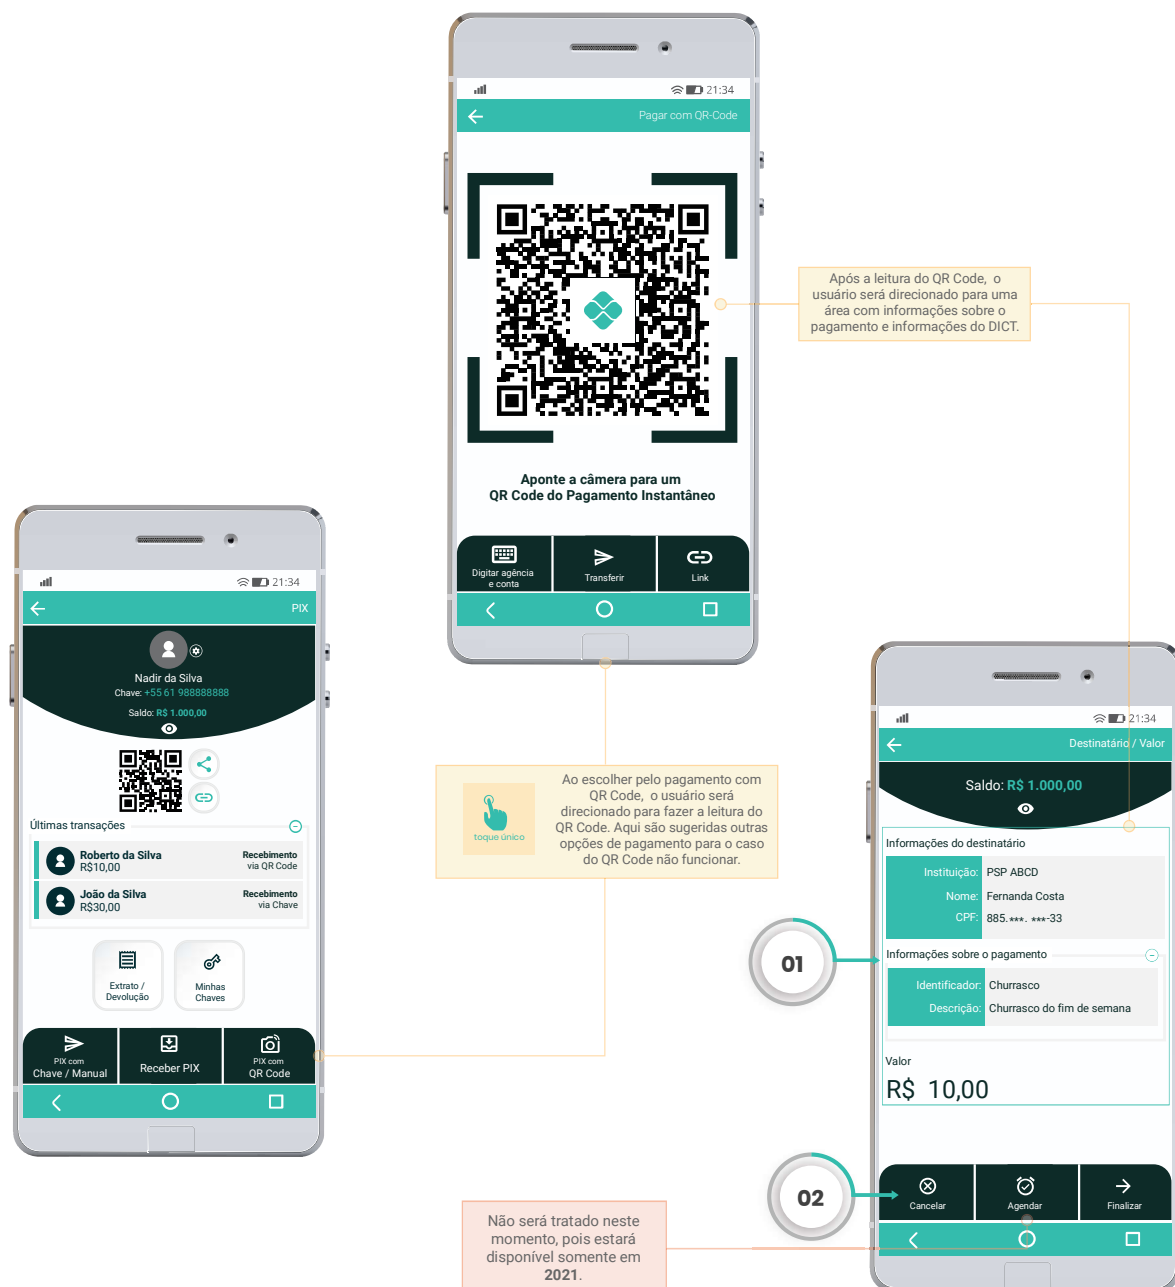 21:34
Pagar com QR-Code
Aponte a câmera para um
QR Code do Pagamento Instantâneo
Digitar agência
e conta
Transferir
Link
Após a leitura do QR Code, o
usuário será direcionado para uma
área com informações sobre o
pagamento e informações do DICT.
21:34
PIX
Nadir da Silva
Chave: +55 61 988888888
Saldo: R$ 1.000,00
Últimas transações
Roberto da Silva
R$10,00
Recebimento
via QR Code
João da Silva
R$30,00
Recebimento
via Chave
Extrato /
Devolução
Minhas
Chaves
PIX com
Chave / Manual
Receber PIX
PIX com
QR Code
toque único
Ao escolher pelo pagamento com
QR Code, o usuário será
direcionado para fazer a leitura do
QR Code. Aqui são sugeridas outras
opções de pagamento para o caso
do QR Code não funcionar.
21:34
Destinatário / Valor
Saldo: R$ 1.000,00
Informações do destinatário
Instituição: PSP ABCD
Nome: Fernanda Costa
CPF: 885.***. ***-33
01
Informações sobre o pagamento
Identificador: Churrasco
Descrição: Churrasco do fim de semana
Valor
R$ 10,00
02
Cancelar
Agendar
Finalizar
Não será tratado neste
momento, pois estará
disponível somente em
2021.